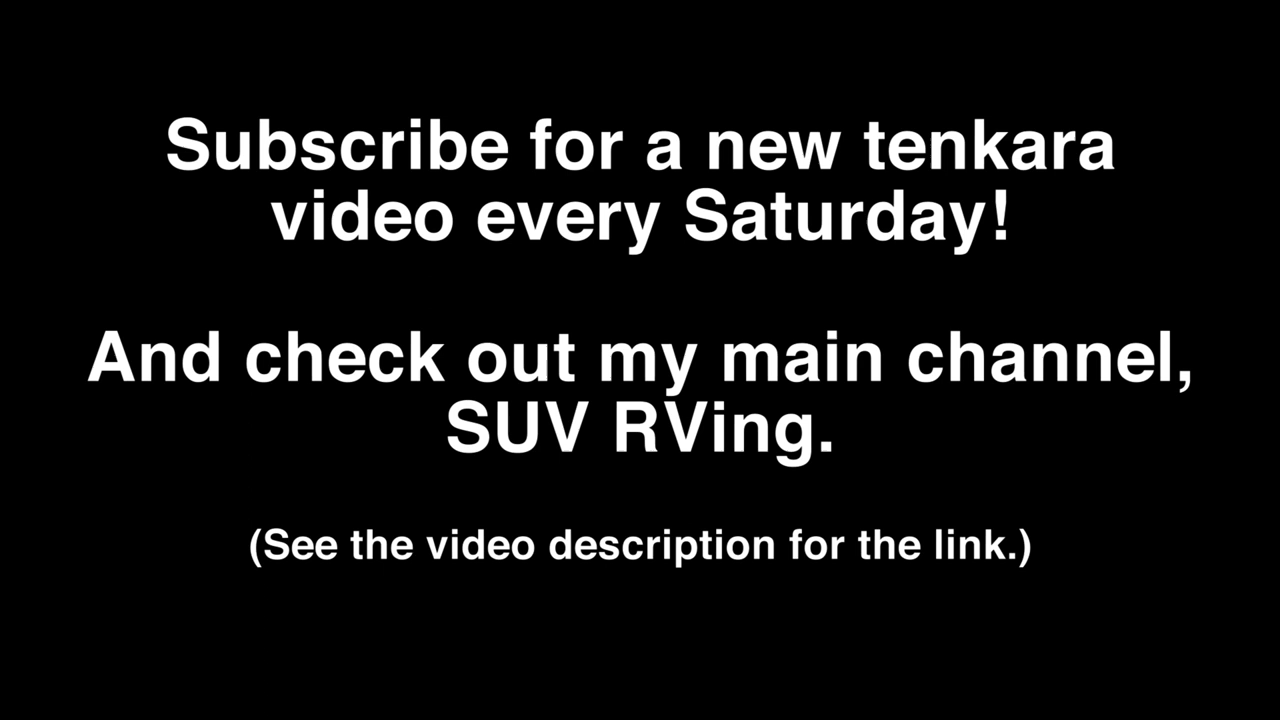 Subscribe for a new tenkara
video every Saturday!
And check out my main channel,
SUV RVing.
(See the video description for the link.)